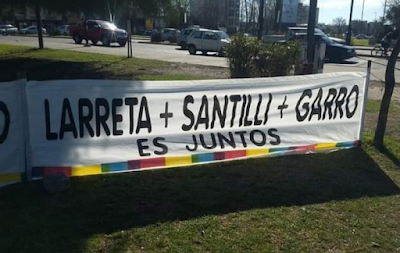 LARRETA + SANTILLI + GARRO
ES JUNTOS